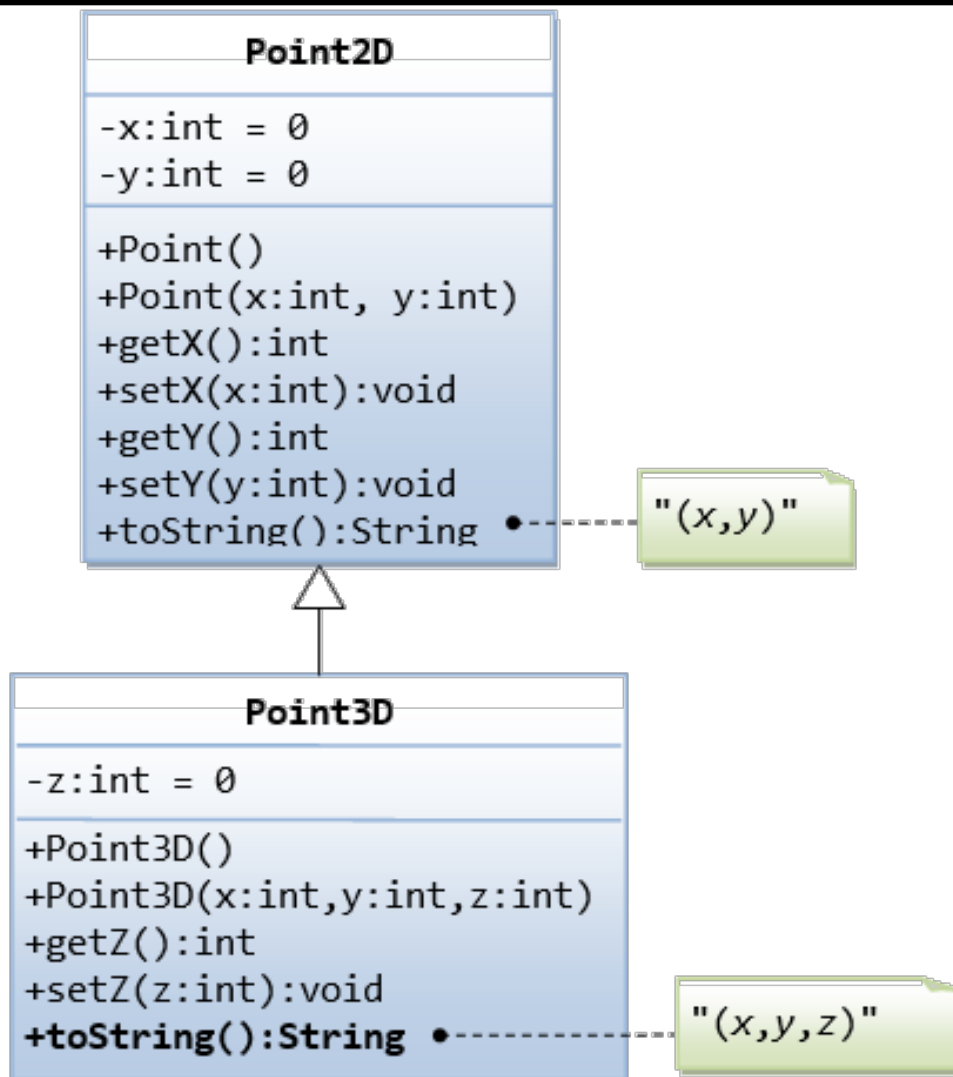 Point2D
-x:int = 0
-y:int = 0
+Point()
+Point(x:int, y:int)
+getX():int
+setX(x:int):void
+getY():int
+setY(y:int):void
+toString():String
"(x,y)"
Point3D
-z:int = 0
+Point3D()
+Point3D(x:int,y:int,z:int)
+getZ():int
+setZ(z:int):void
+toString():String
"(x,y,z)"